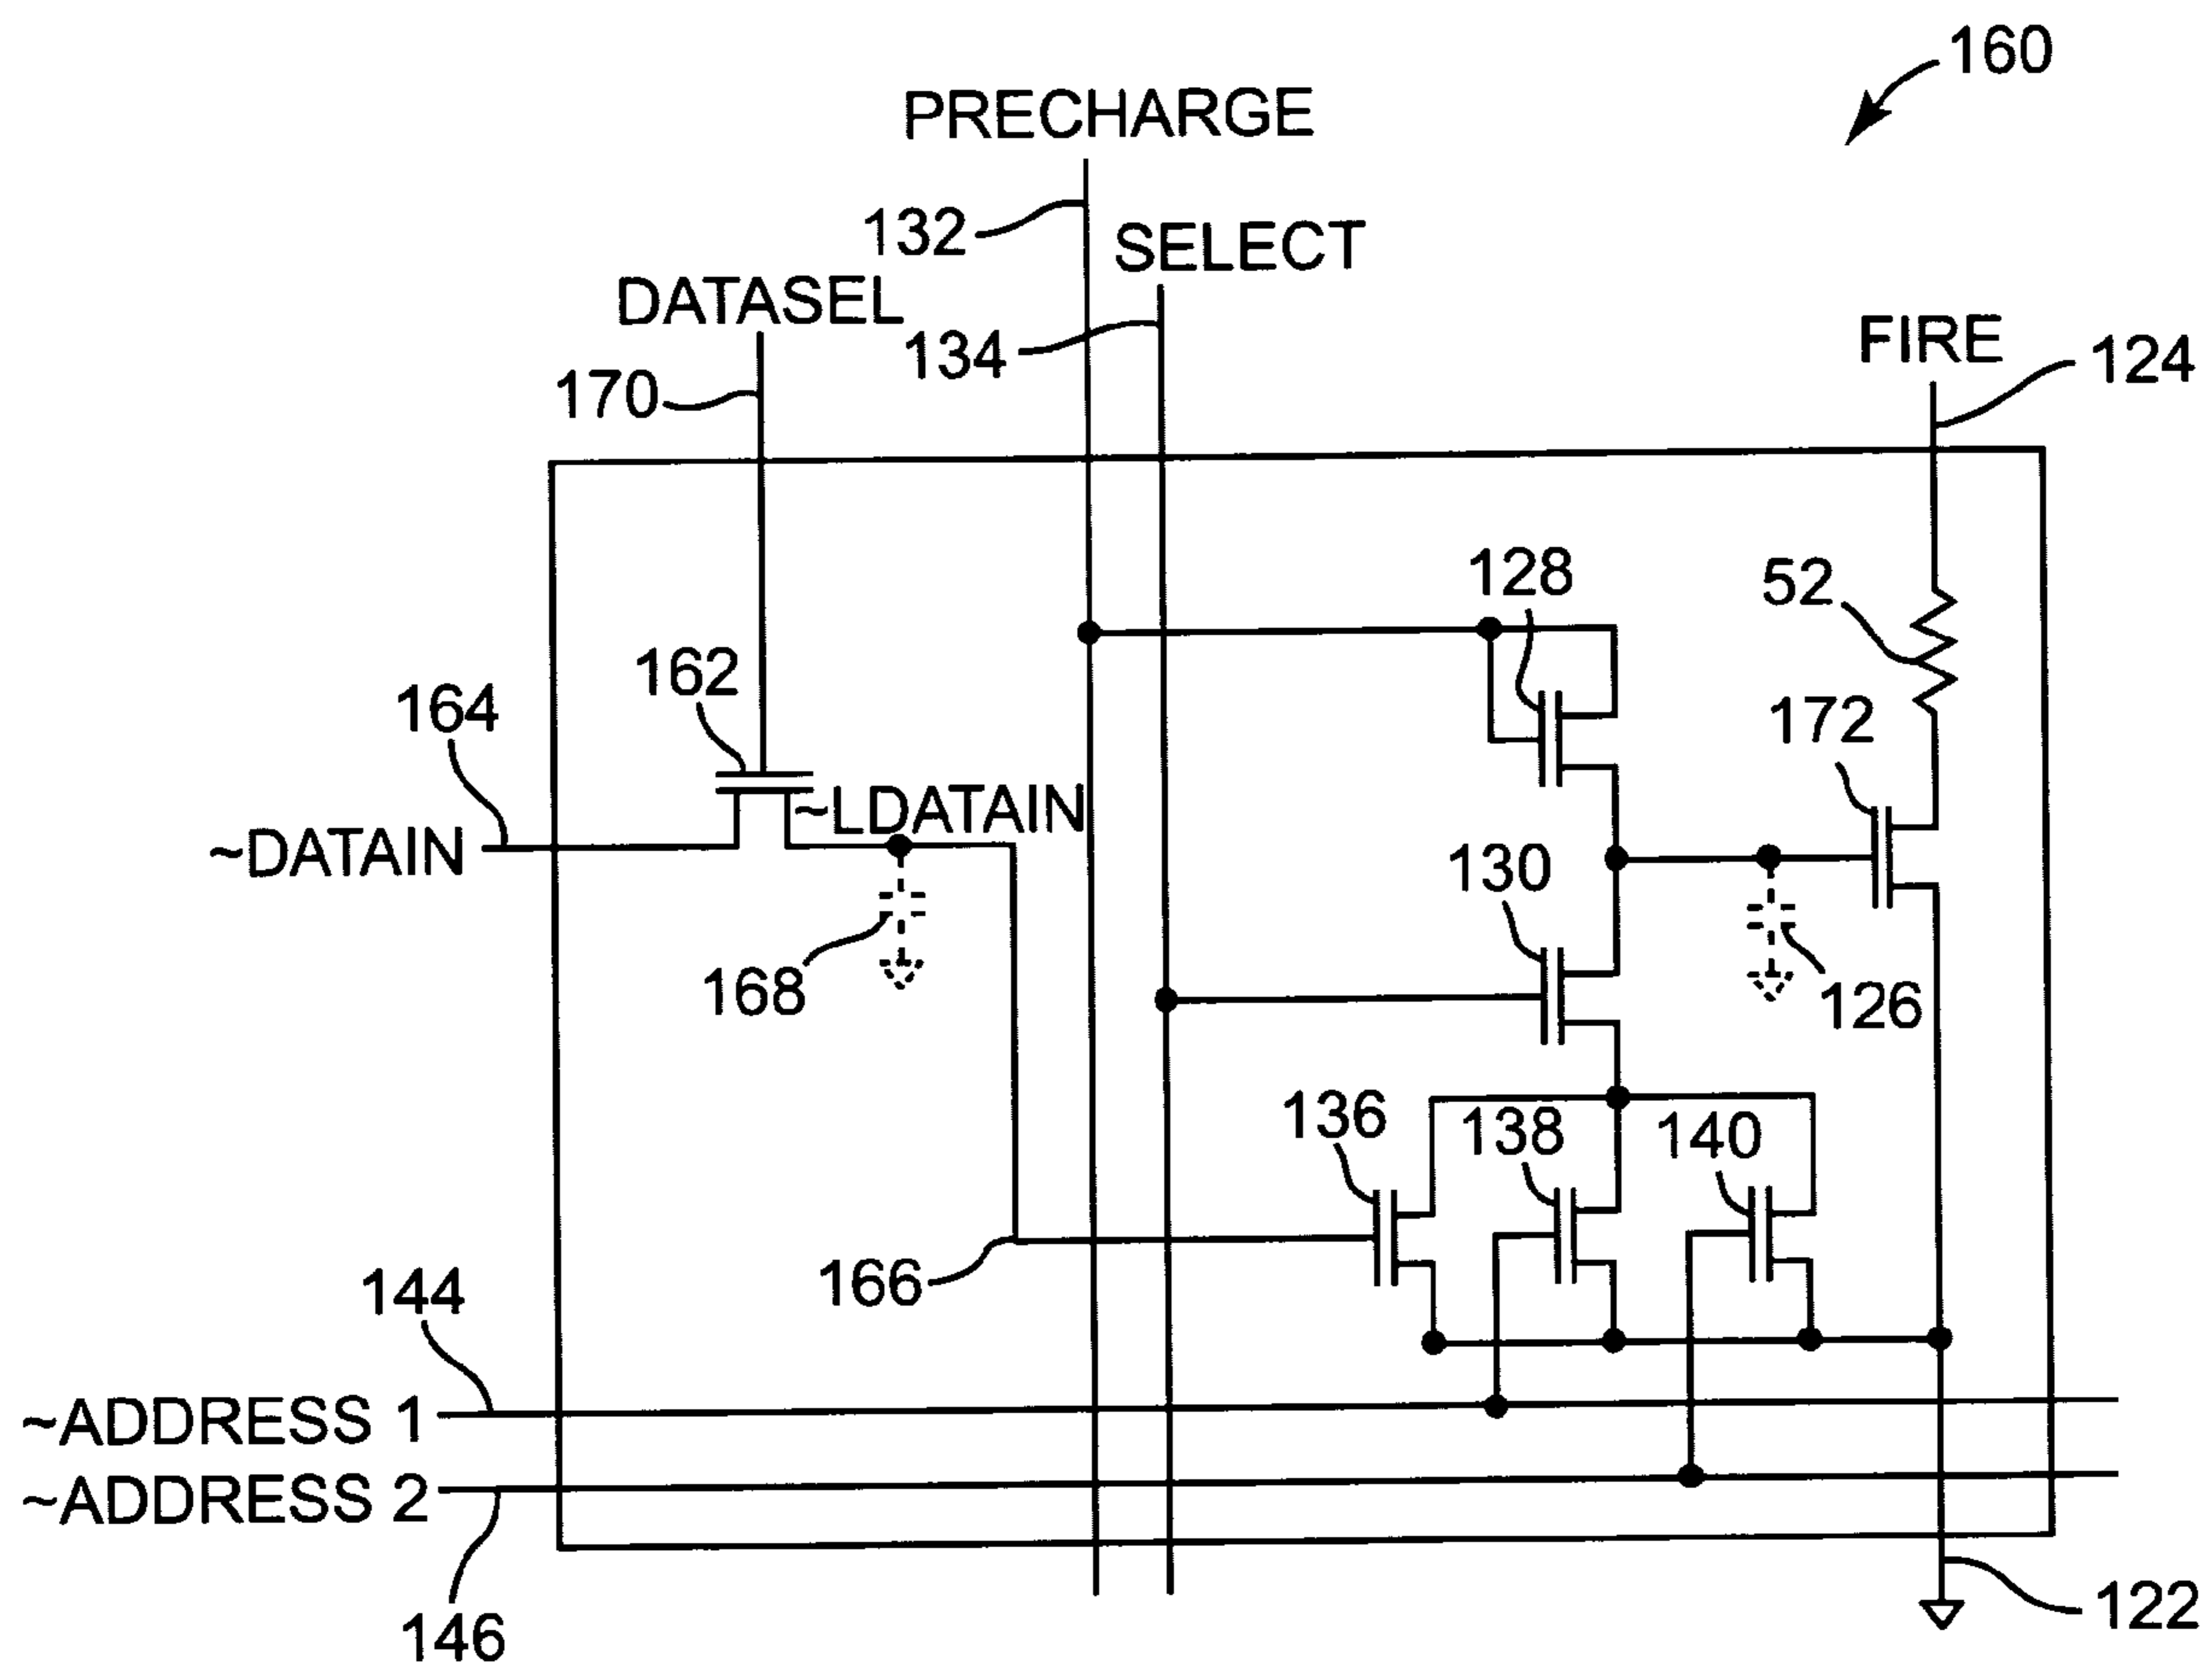 160
PRECHARGE
132
SELECT
DATASEL
134
FIRE
124
170
128
52
162
164
172
~LDATAIN
~DATAIN
130
168
126
136
138
140
166
144
~ADDRESS 1
~ADDRESS 2
146
122